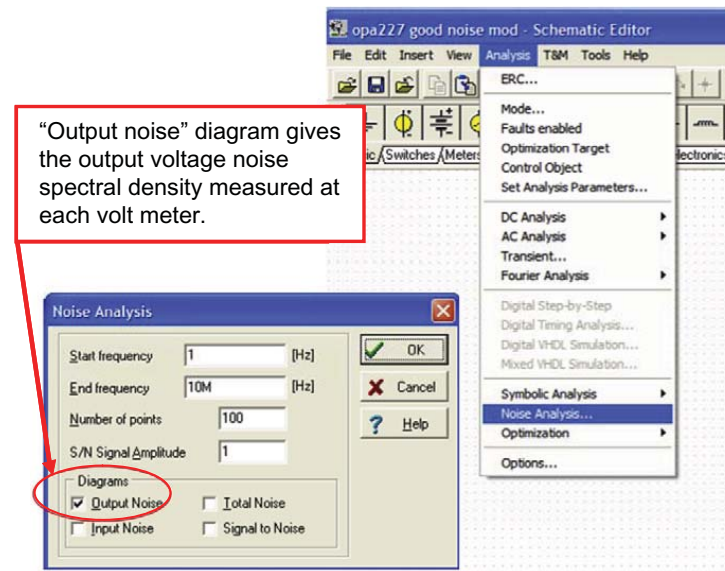 opa227 good noise mod - Schematic Editor
File Edit Insert View Analysis T&M Tools Help
ERC...
Mode...
Faults enabled
Optimization Target
Control Object
Set Analysis Parameters...
DC Analysis
AC Analysis
Transient...
Fourier Analysis
Digital Step-by-Step
Digital Timing Analysis...
Digital VHDL Simulation...
Mixed VHDL Simulation...
Symbolic Analysis
Noise Analysis...
Optimization
Options...
Switches
“Output noise” diagram gives
the output voltage noise
spectral density measured at
each volt meter.
Noise Analysis
Start frequency 1 [Hz]
End frequency 10M [Hz]
Number of points 100
S/N Signal Amplitude 1
OK
Cancel
Help
Diagrams
Output Noise Total Noise
Input Noise Signal to Noise